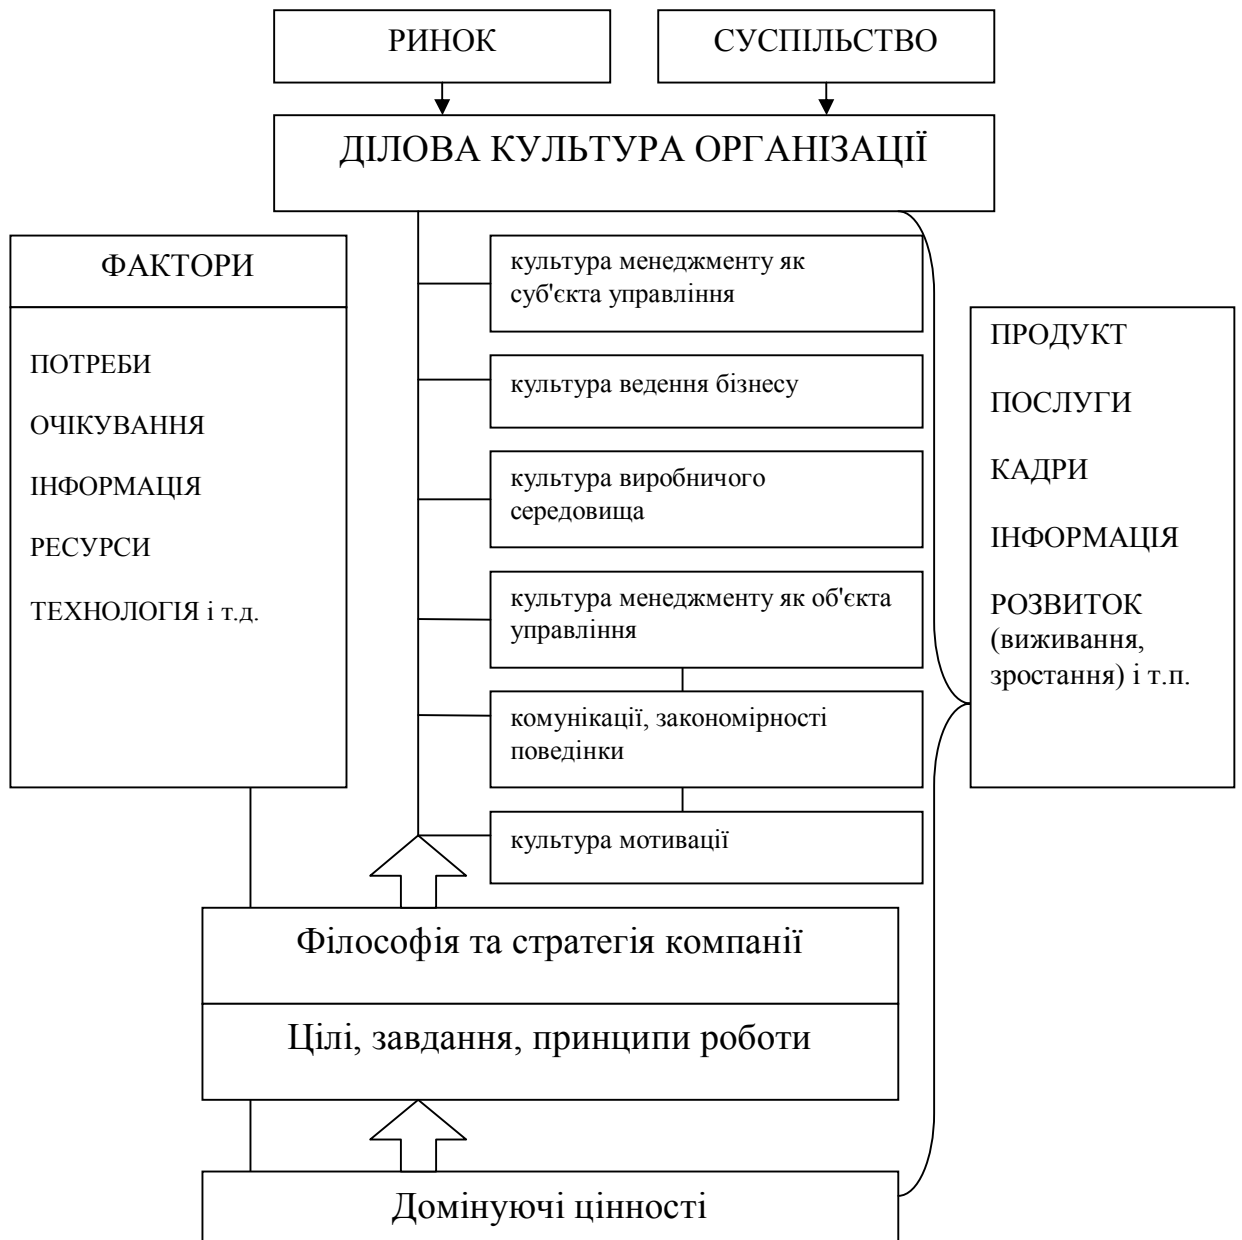 РИНОК
СУСПІЛЬСТВО
ДІЛОВА КУЛЬТУРА ОРГАНІЗАЦІЇ
ФАКТОРИ
ПОТРЕБИ
ОЧІКУВАННЯ
ІНФОРМАЦІЯ
РЕСУРСИ
ТЕХНОЛОГІЯ і т.д.
культура менеджменту як
суб'єкта управління
культура ведення бізнесу
культура виробничого
середовища
культура менеджменту як об'єкта
управління
комунікації, закономірності
поведінки
культура мотивації
ПРОДУКТ
ПОСЛУГИ
КАДРИ
ІНФОРМАЦІЯ
РОЗВИТОК
(виживання,
зростання) і т.п.
Філософія та стратегія компанії
Цілі, завдання, принципи роботи
Домінуючі цінності